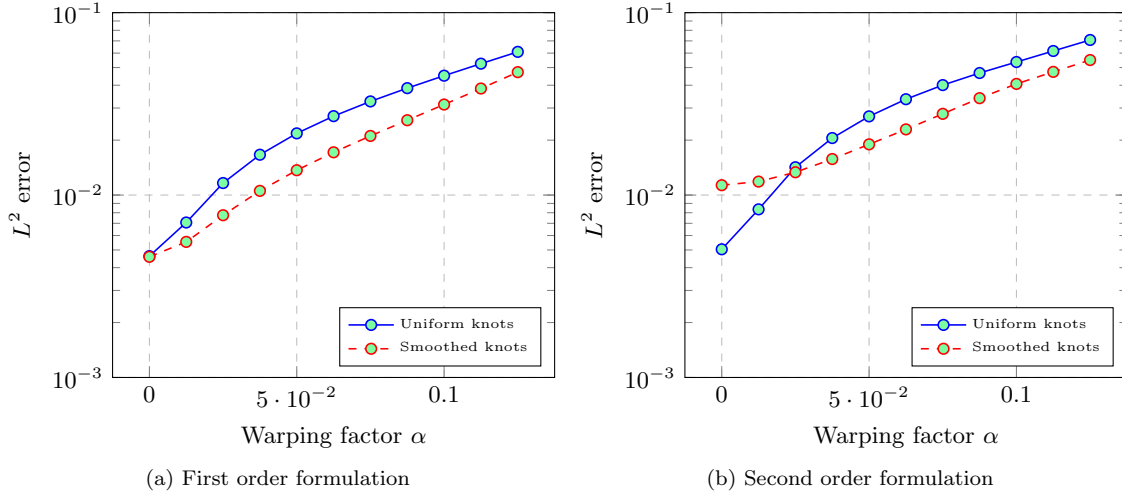 10^{-1}
10^{-2}
10^{-3}
L^2 error
0
5 · 10^{-2}
0.1
Warping factor α
Uniform knots
Smoothed knots
(a) First order formulation
10^{-1}
10^{-2}
10^{-3}
L^2 error
0
5 · 10^{-2}
0.1
Warping factor α
Uniform knots
Smoothed knots
(b) Second order formulation